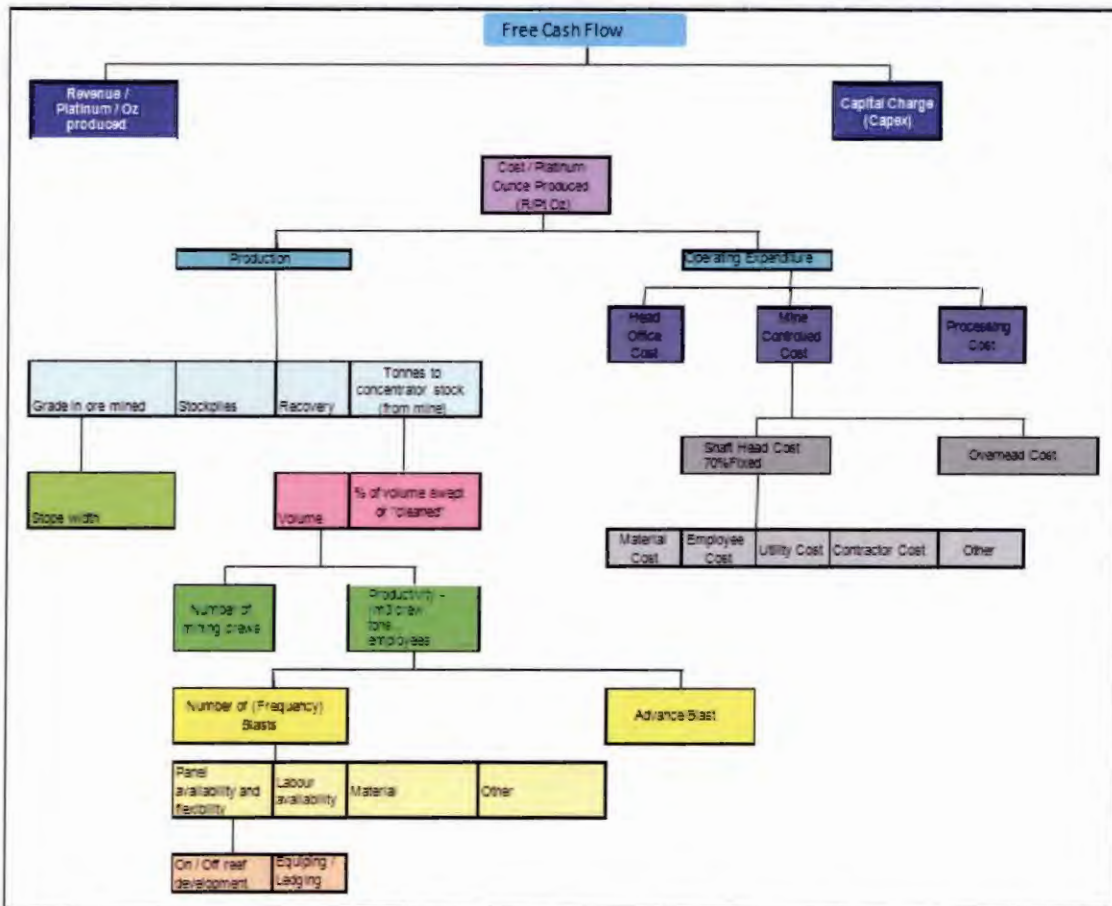 Free Cash Flow
Revenue /
Platinum / Oz
produced
Capital Charge
(Capex)
Cost / Platinum
Ounce Produced
(R/Pt Oz)
Production
Operating Expenditure
Head
Office
Cost
Mine
Controlled
Cost
Processing
Cost
Grade in ore mined
Stockpiles
Recovery
Tonnes to
concentrator stock
(from mine)
Shaft Head Cost
70%Fixed
Overhead Cost
Stope width
Volume
% of volume swept
or "cleaned"
Material
Cost
Employee
Cost
Utility Cost
Contractor Cost
Other
Number of
mining crews
Productivity -
m3 crew
employees
Number of (Frequency)
Blasts
Advance/Blast
Panel
availability and
flexibility
Labour
availability
Material
Other
On / Off reef
development
Equiping /
Ledging